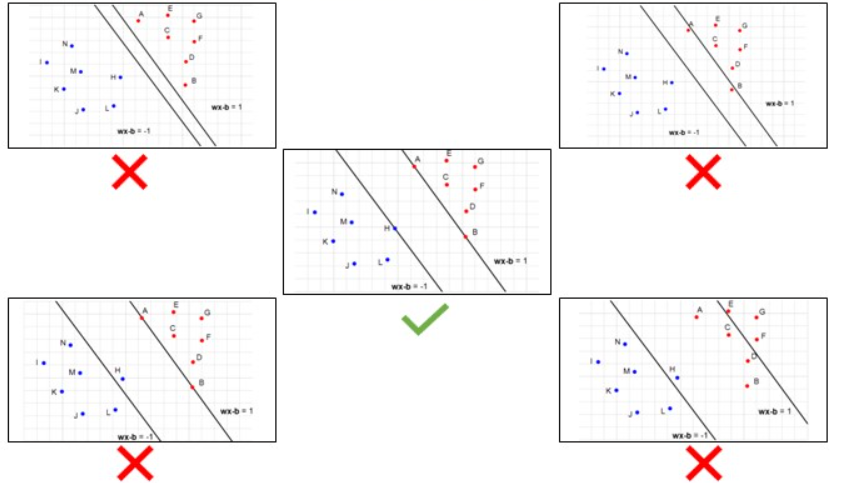 A
E
G
C
F
N
D
I
M
H
B
K
J
L
wx-b = 1
wx-b = -1
A
E
G
C
F
N
D
I
M
H
B
K
J
L
wx-b = 1
wx-b = -1
A
E
G
C
F
N
D
I
M
H
B
K
J
L
wx-b = 1
wx-b = -1
A
E
G
C
F
N
D
I
M
H
B
K
J
L
wx-b = 1
wx-b = -1
A
E
G
C
F
N
D
I
M
H
B
K
J
L
wx-b = 1
wx-b = -1